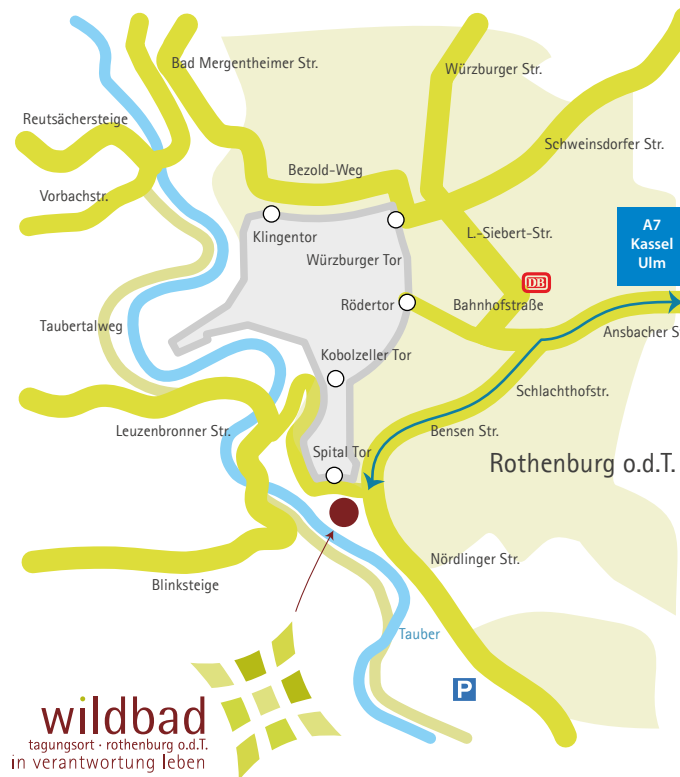 Bad Mergentheimer Str.
Würzburger Str.
Reutsächersteige
Schweinsdorfer Str.
Bezold-Weg
Vorbachstr.
Klingentor
L.-Siebert-Str.
A7
Kassel
Ulm
Würzburger Tor
DB
Rödertor
Bahnhofstraße
Taubertalweg
Ansbacher S
Kobolzeller Tor
Schlachthofstr.
Leuzenbronner Str.
Bensen Str.
Spital Tor
Rothenburg o.d.T.
Nördlinger Str.
Blinksteige
Tauber
P
wildbad
tagungsort · rothenburg o.d.T.
in verantwortung leben